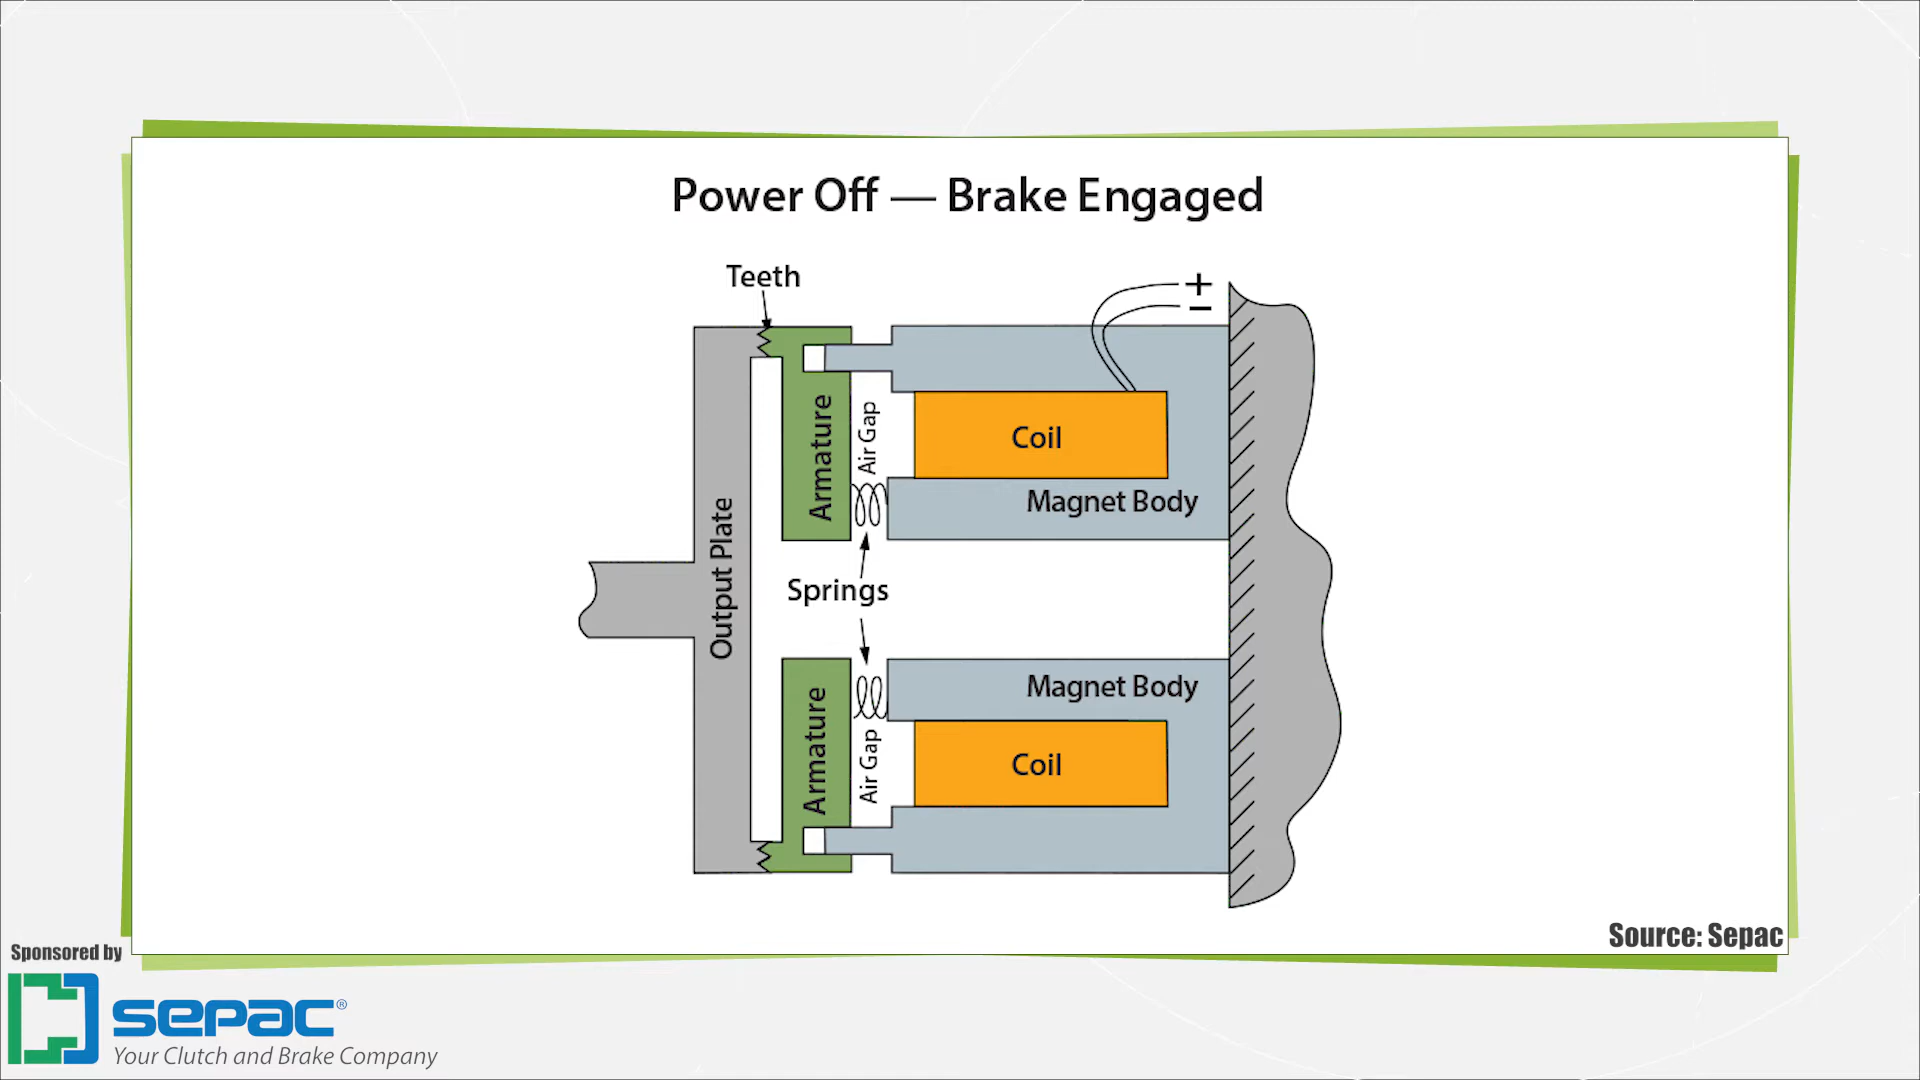 Power Off — Brake Engaged
Teeth
+
−
Armature
Air Gap
Coil
Magnet Body
Output Plate
Springs
Magnet Body
Armature
Air Gap
Coil
Source: Sepac
Sponsored by
sepac®
Your Clutch and Brake Company